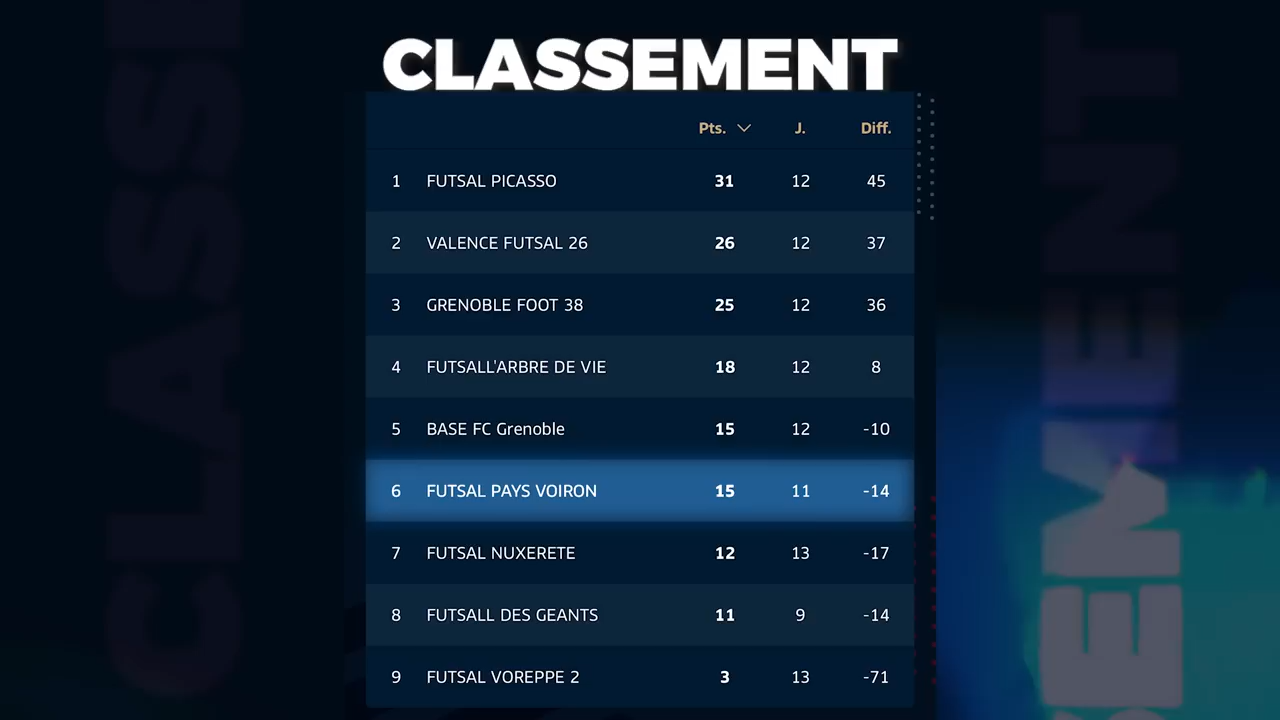 CLASSEMENT
Pts. J. Diff.
1 FUTSAL PICASSO 31 12 45
2 VALENCE FUTSAL 26 26 12 37
3 GRENOBLE FOOT 38 25 12 36
4 FUTSALL'ARBRE DE VIE 18 12 8
5 BASE FC Grenoble 15 12 -10
6 FUTSAL PAYS VOIRON 15 11 -14
7 FUTSAL NUXERETE 12 13 -17
8 FUTSALL DES GEANTS 11 9 -14
9 FUTSAL VOREPPE 2 3 13 -71
CLASSE
SEMENT